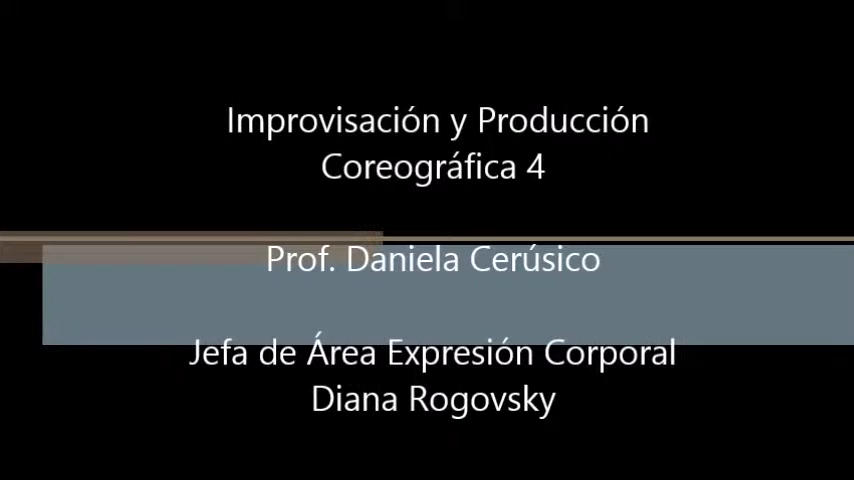 Improvisación y Producción
Coreográfica 4
Prof. Daniela Cerúsico
Jefa de Área Expresión Corporal
Diana Rogovsky